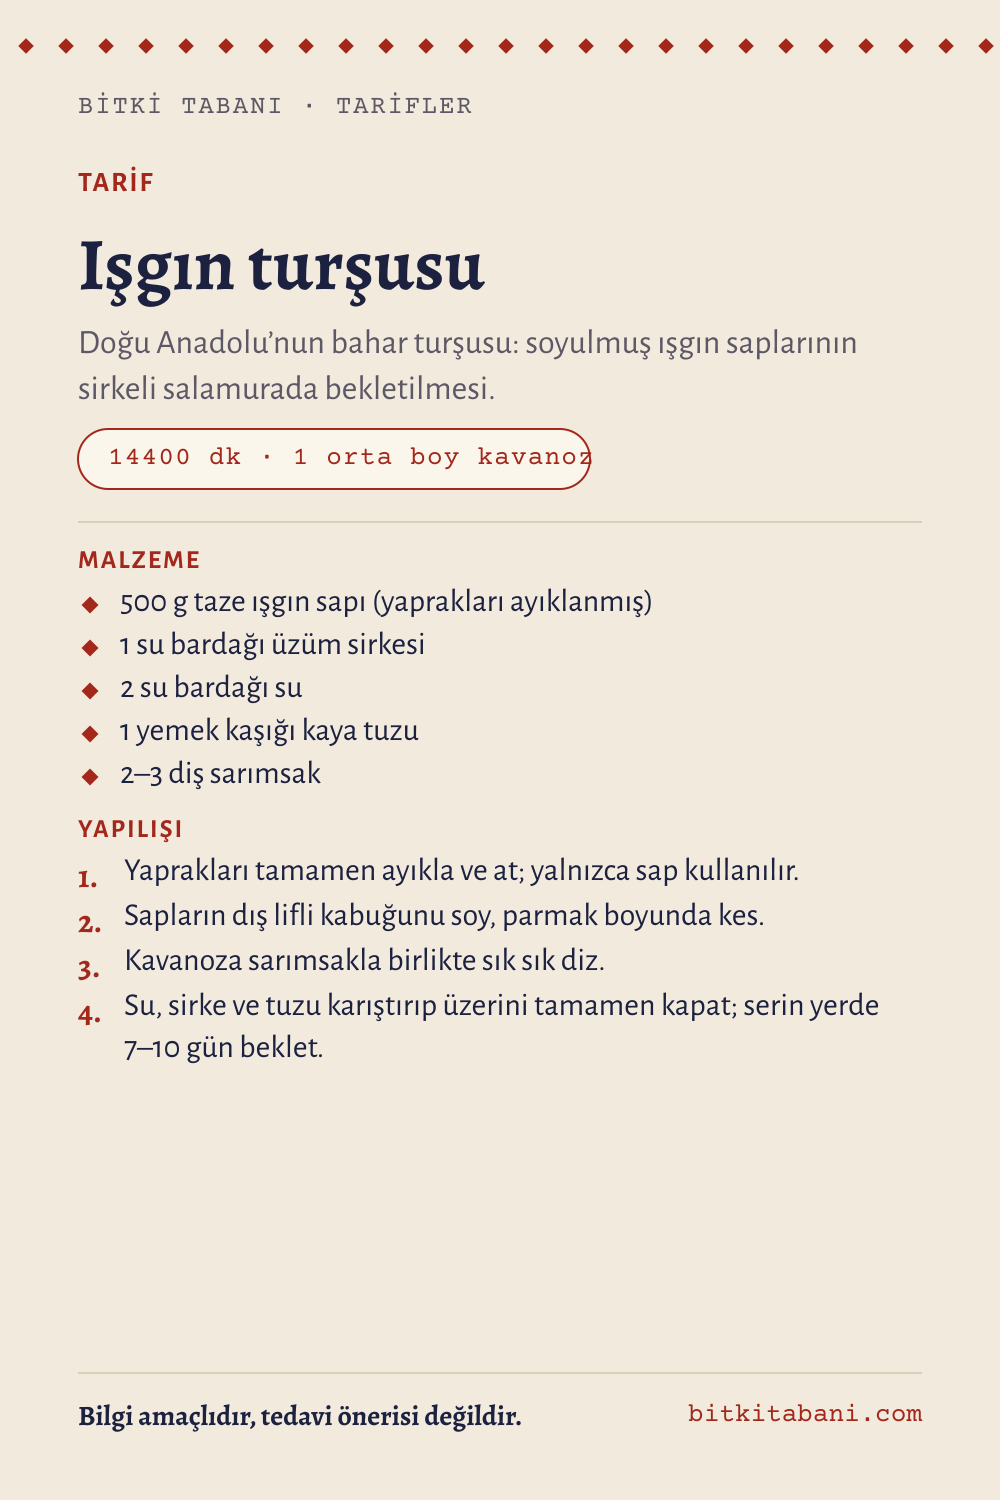 BİTKİ TABANI · TARİFLER
TARİF
Işgın turşusu
Doğu Anadolu’nun bahar turşusu: soyulmuş ışgın saplarının
sirkeli salamurada bekletilmesi.
14400 dk · 1 orta boy kavanoz
MALZEME
◆ 500 g taze ışgın sapı (yaprakları ayıklanmış)
◆ 1 su bardağı üzüm sirkesi
◆ 2 su bardağı su
◆ 1 yemek kaşığı kaya tuzu
◆ 2–3 diş sarımsak
YAPILIŞI
1. Yaprakları tamamen ayıkla ve at; yalnızca sap kullanılır.
2. Sapların dış lifli kabuğunu soy, parmak boyunda kes.
3. Kavanoza sarımsakla birlikte sık sık diz.
4. Su, sirke ve tuzu karıştırıp üzerini tamamen kapat; serin yerde
7–10 gün beklet.
Bilgi amaçlıdır, tedavi önerisi değildir.
bitkitabani.com